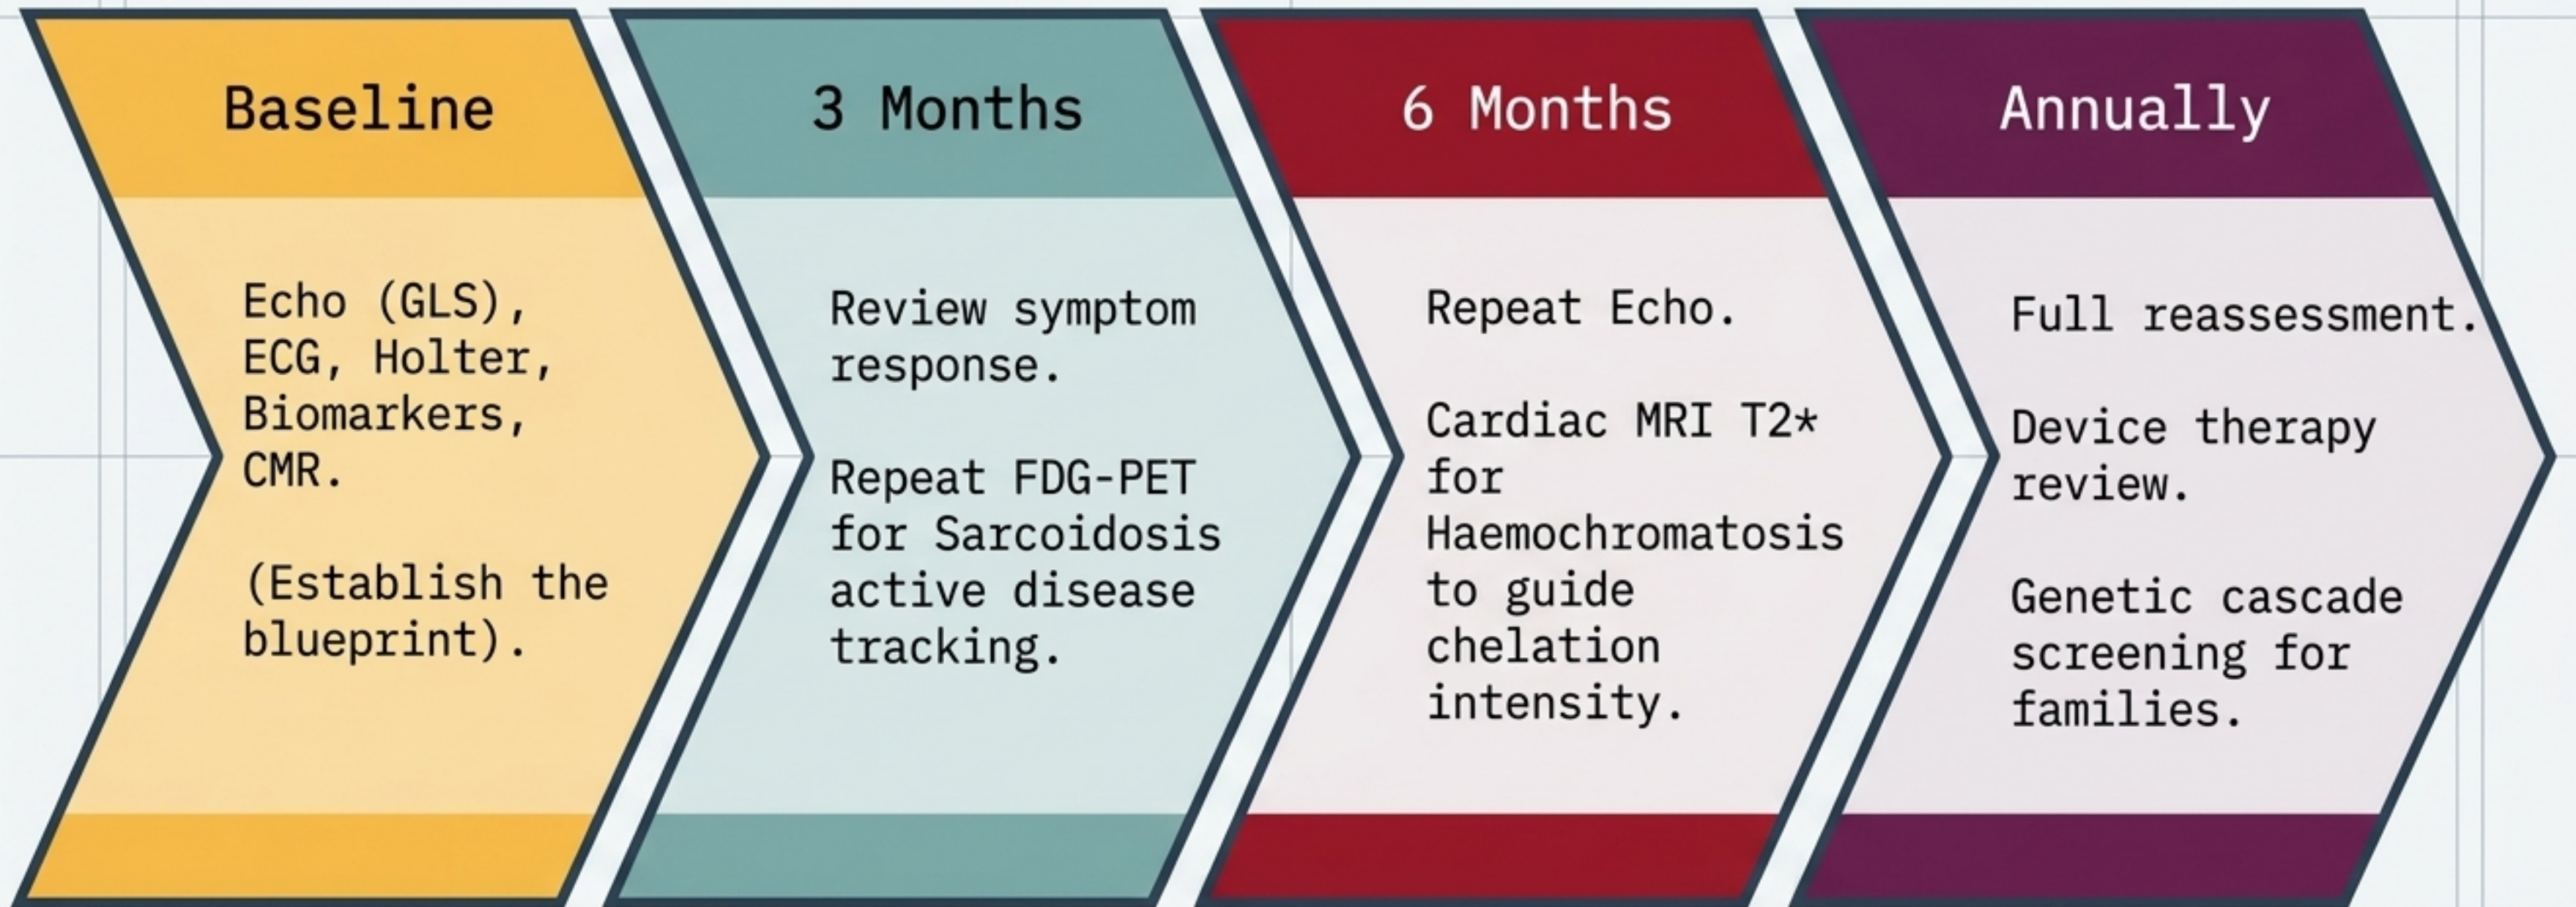 Baseline
Echo (GLS),
ECG, Holter,
Biomarkers,
CMR.
(Establish the
blueprint).
3 Months
Review symptom
response.
Repeat FDG-PET
for Sarcoidosis
active disease
tracking.
6 Months
Repeat Echo.
Cardiac MRI T2*
for
Haemochromatosis
to guide
chelation
intensity.
Annually
Full reassessment.
Device therapy
review.
Genetic cascade
screening for
families.